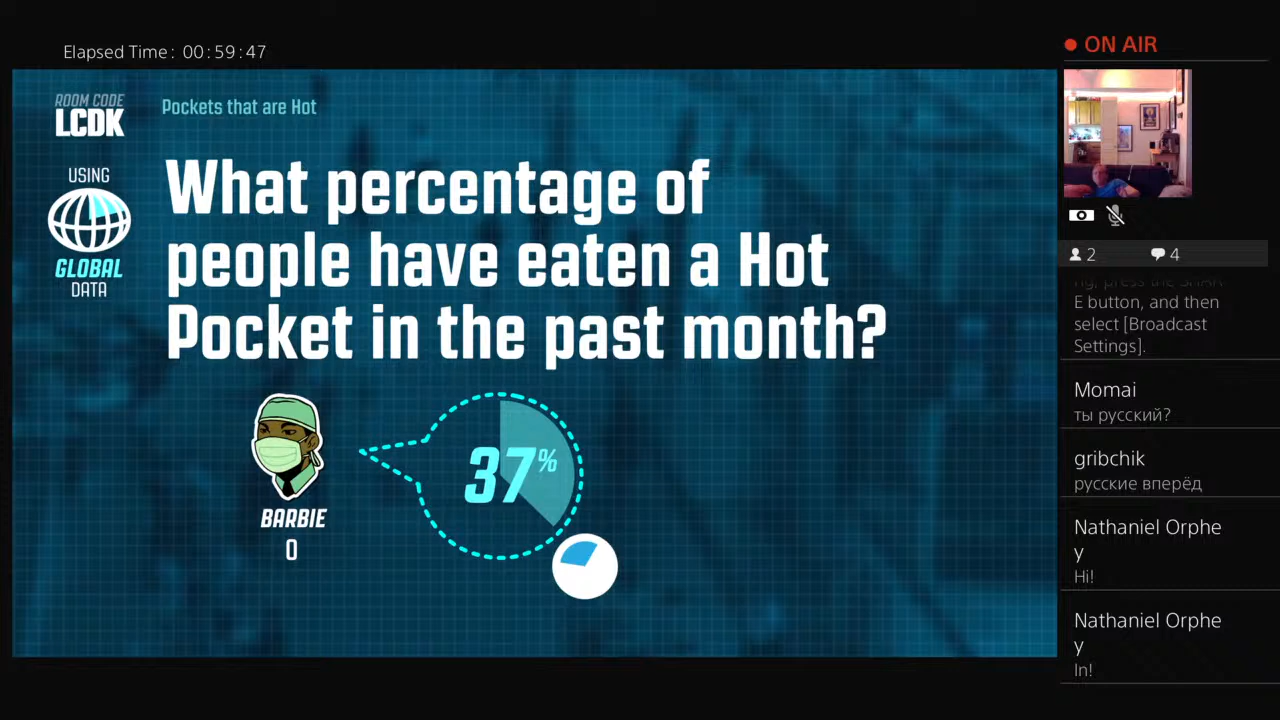 Elapsed Time: 00:59:47
ON AIR
ROOM CODE
LCDK
Pockets that are Hot
USING
GLOBAL
DATA
What percentage of
people have eaten a Hot
Pocket in the past month?
37%
BARBIE
0
2
4
E button, and then
select [Broadcast
Settings].
Momai
ты русский?
gribchik
русские вперёд
Nathaniel Orphe
y
Hi!
Nathaniel Orphe
y
In!